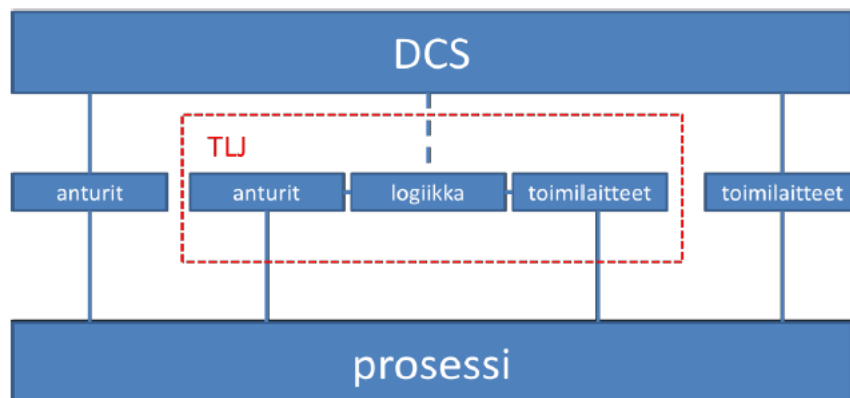 DCS
TLJ
anturit
anturit
logiikka
toimilaitteet
toimilaitteet
prosessi